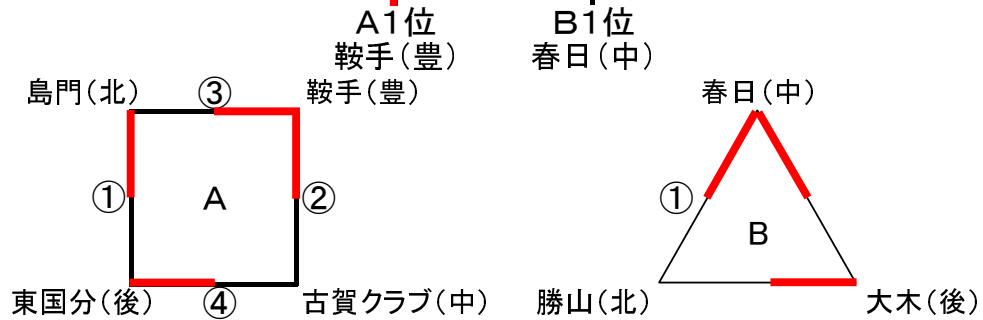 A1位 B1位
鞍手(豊) 春日(中)
島門(北) ③ 鞍手(豊) 春日(中)
① A ② ① B
東国分(後) ④ 古賀クラブ(中) 勝山(北) 大木(後)